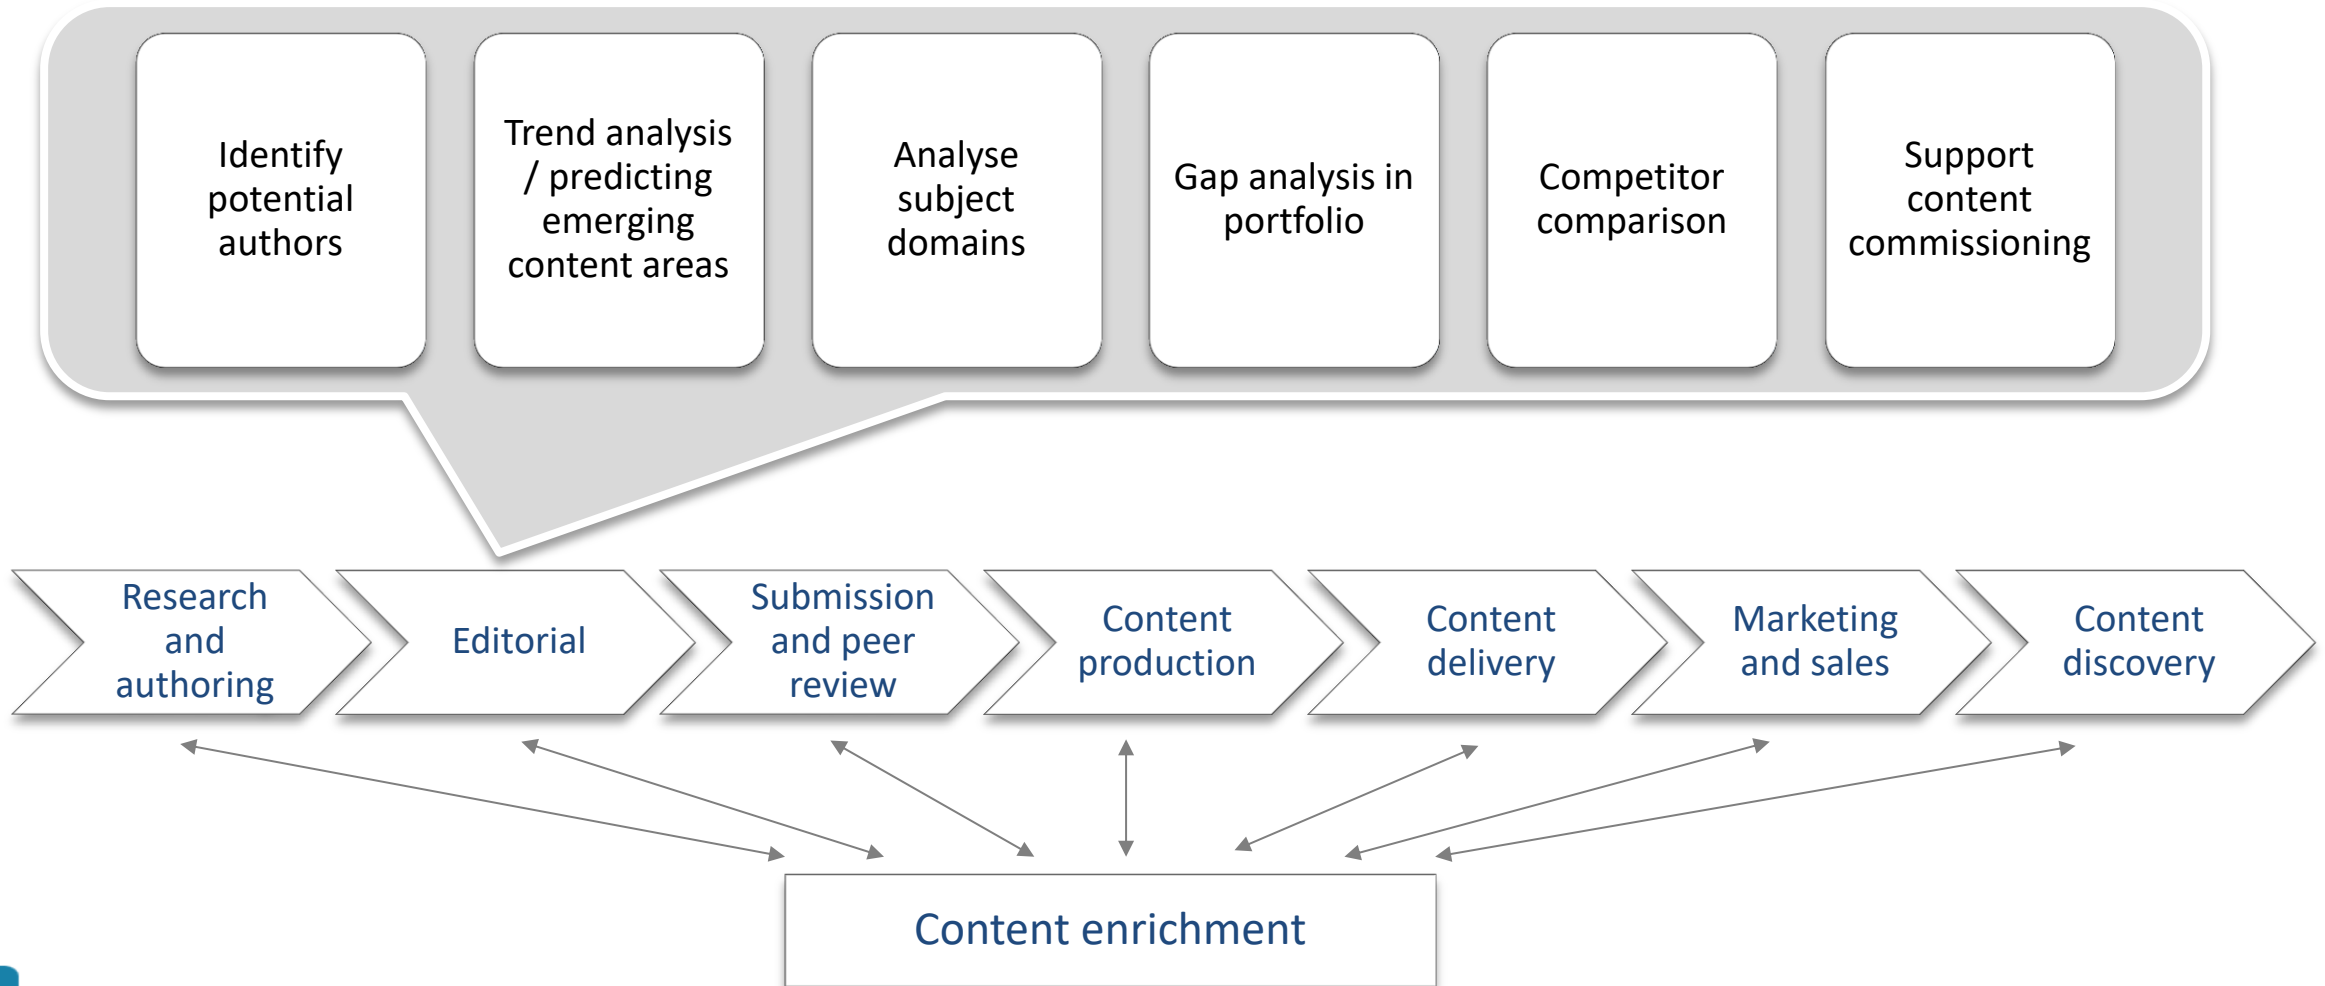 Identify
potential
authors
Trend analysis
/ predicting
emerging
content areas
Analyse
subject
domains
Gap analysis in
portfolio
Competitor
comparison
Support
content
commissioning
Research
and
authoring
Editorial
Submission
and peer
review
Content
production
Content
delivery
Marketing
and sales
Content
discovery
Content enrichment